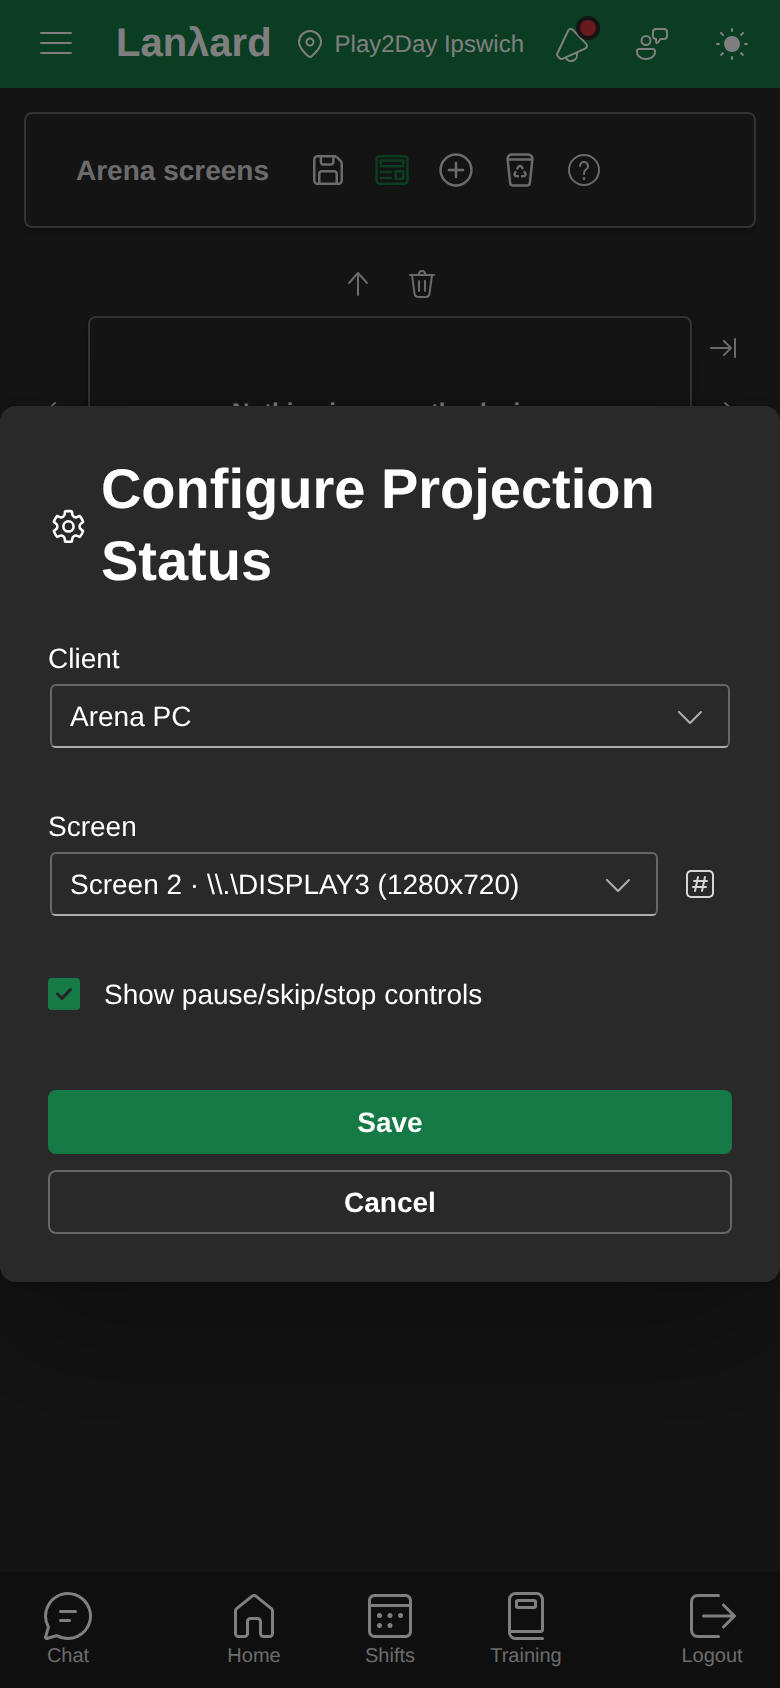 Lanλard
Play2Day Ipswich
Arena screens
Configure Projection
Status
Client
Arena PC
Screen
Screen 2 · \\.\DISPLAY3 (1280x720)
Show pause/skip/stop controls
Save
Cancel
Chat
Home
Shifts
Training
Logout